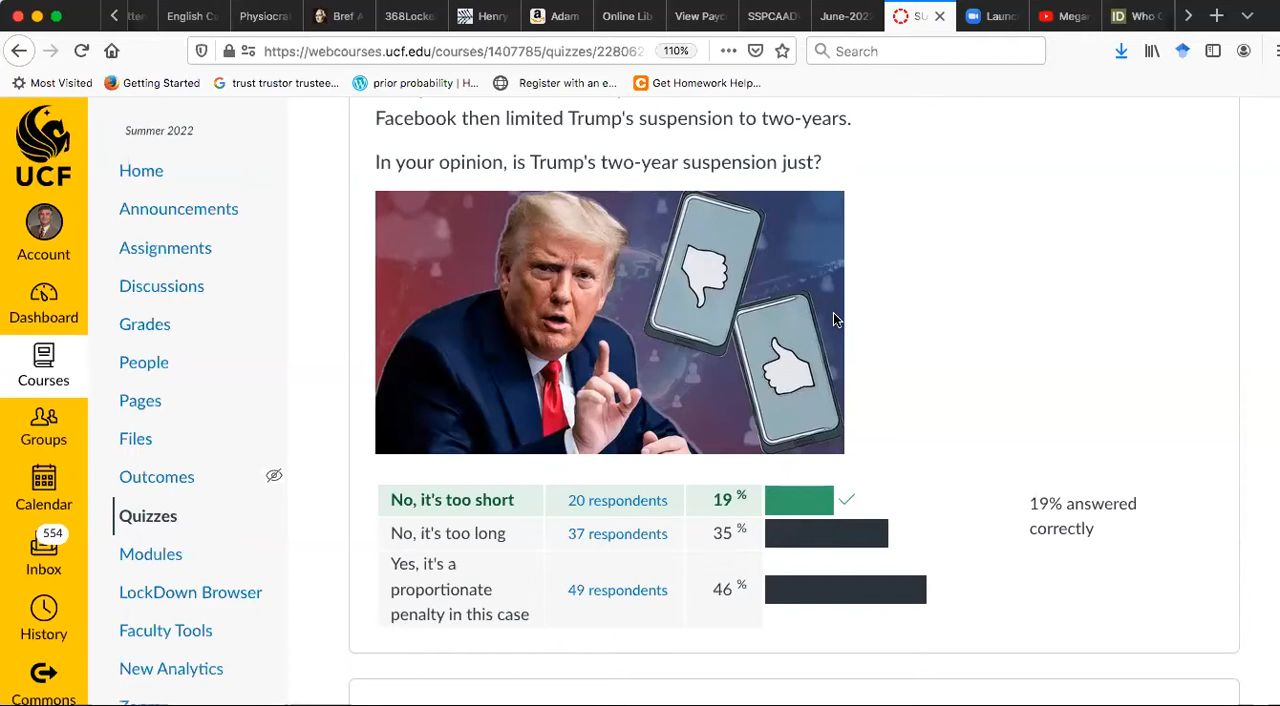 tter
English Ca
Physiocra
Bref A
368Locke
Henry
Adam
Online Lib
View Payc
SSPCAAD
June-202
Su
Launc
Megar
Who C
https://webcourses.ucf.edu/courses/1407785/quizzes/228062
110%
Search
Most Visited
Getting Started
trust trustor trustee...
prior probability | H...
Register with an e...
Get Homework Help...
UCF
Account
Dashboard
Courses
Groups
Calendar
554
Inbox
History
Commons
Summer 2022
Home
Announcements
Assignments
Discussions
Grades
People
Pages
Files
Outcomes
Quizzes
Modules
LockDown Browser
Faculty Tools
New Analytics
Facebook then limited Trump's suspension to two-years.
In your opinion, is Trump's two-year suspension just?
No, it's too short 20 respondents 19 %
No, it's too long 37 respondents 35 %
Yes, it's a
proportionate 49 respondents 46 %
penalty in this case
19% answered
correctly